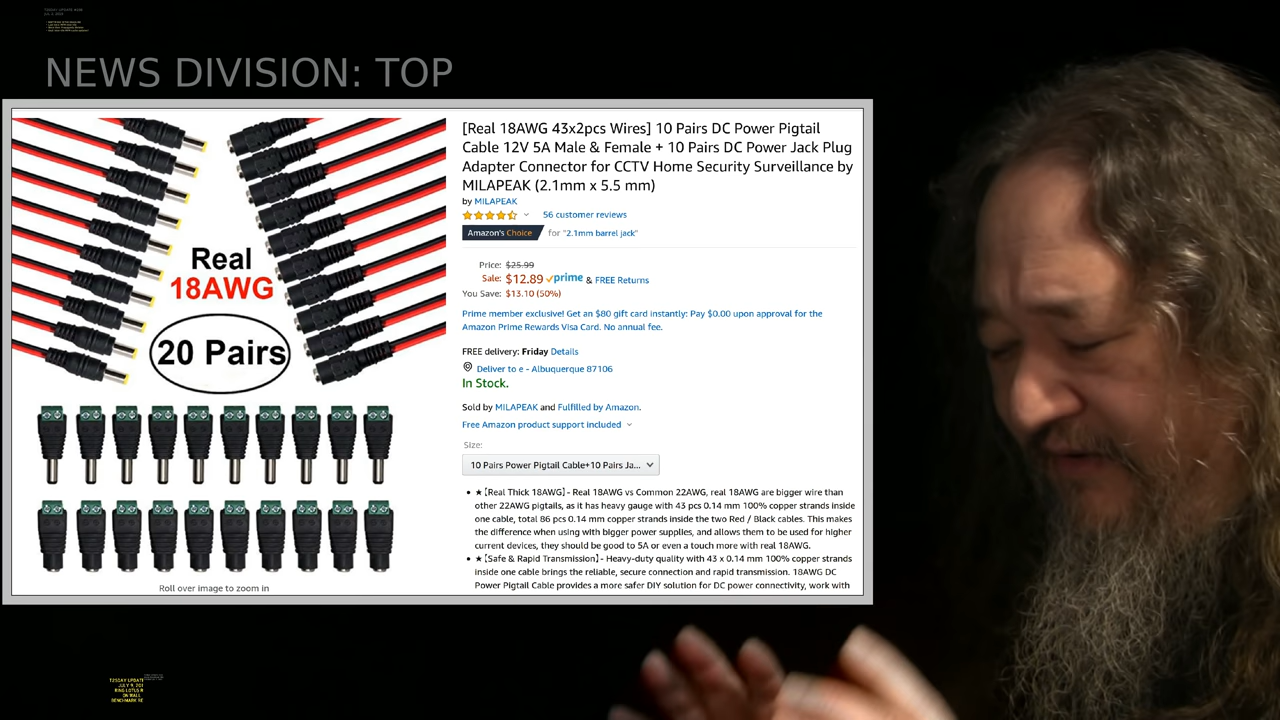 T2SDAY UPDATE
NEWS DIVISION: TOP
Real
18AWG
20 Pairs
Roll over image to zoom in
[Real 18AWG 43x2pcs Wires] 10 Pairs DC Power Pigtail
Cable 12V 5A Male & Female + 10 Pairs DC Power Jack Plug
Adapter Connector for CCTV Home Security Surveillance by
MILAPEAK (2.1mm x 5.5 mm)
by MILAPEAK
56 customer reviews
Amazon's Choice for "2.1mm barrel jack"
Price: $25.99
Sale: $12.89 prime & FREE Returns
You Save: $13.10 (50%)
Prime member exclusive! Get an $80 gift card instantly: Pay $0.00 upon approval for the
Amazon Prime Rewards Visa Card. No annual fee.
FREE delivery: Friday Details
Deliver to e - Albuquerque 87106
In Stock.
Sold by MILAPEAK and Fulfilled by Amazon.
Free Amazon product support included
Size:
10 Pairs Power Pigtail Cable+10 Pairs Ja...
★ [Real Thick 18AWG] - Real 18AWG vs Common 22AWG, real 18AWG are bigger wire than
other 22AWG pigtails, as it has heavy gauge with 43 pcs 0.14 mm 100% copper strands inside
one cable, total 86 pcs 0.14 mm copper strands inside the two Red / Black cables. This makes
the difference when using with bigger power supplies, and allows them to be used for higher
current devices, they should be good to 5A or even a touch more with real 18AWG.
★ [Safe & Rapid Transmission] - Heavy-duty quality with 43 x 0.14 mm 100% copper strands
inside one cable brings the reliable, secure connection and rapid transmission. 18AWG DC
Power Pigtail Cable provides a more safer DIY solution for DC power connectivity, work with
T2SDAY UPDATE
JULY 9, 201
RING LOTUS R
ON WALL
BENCHMARK RE